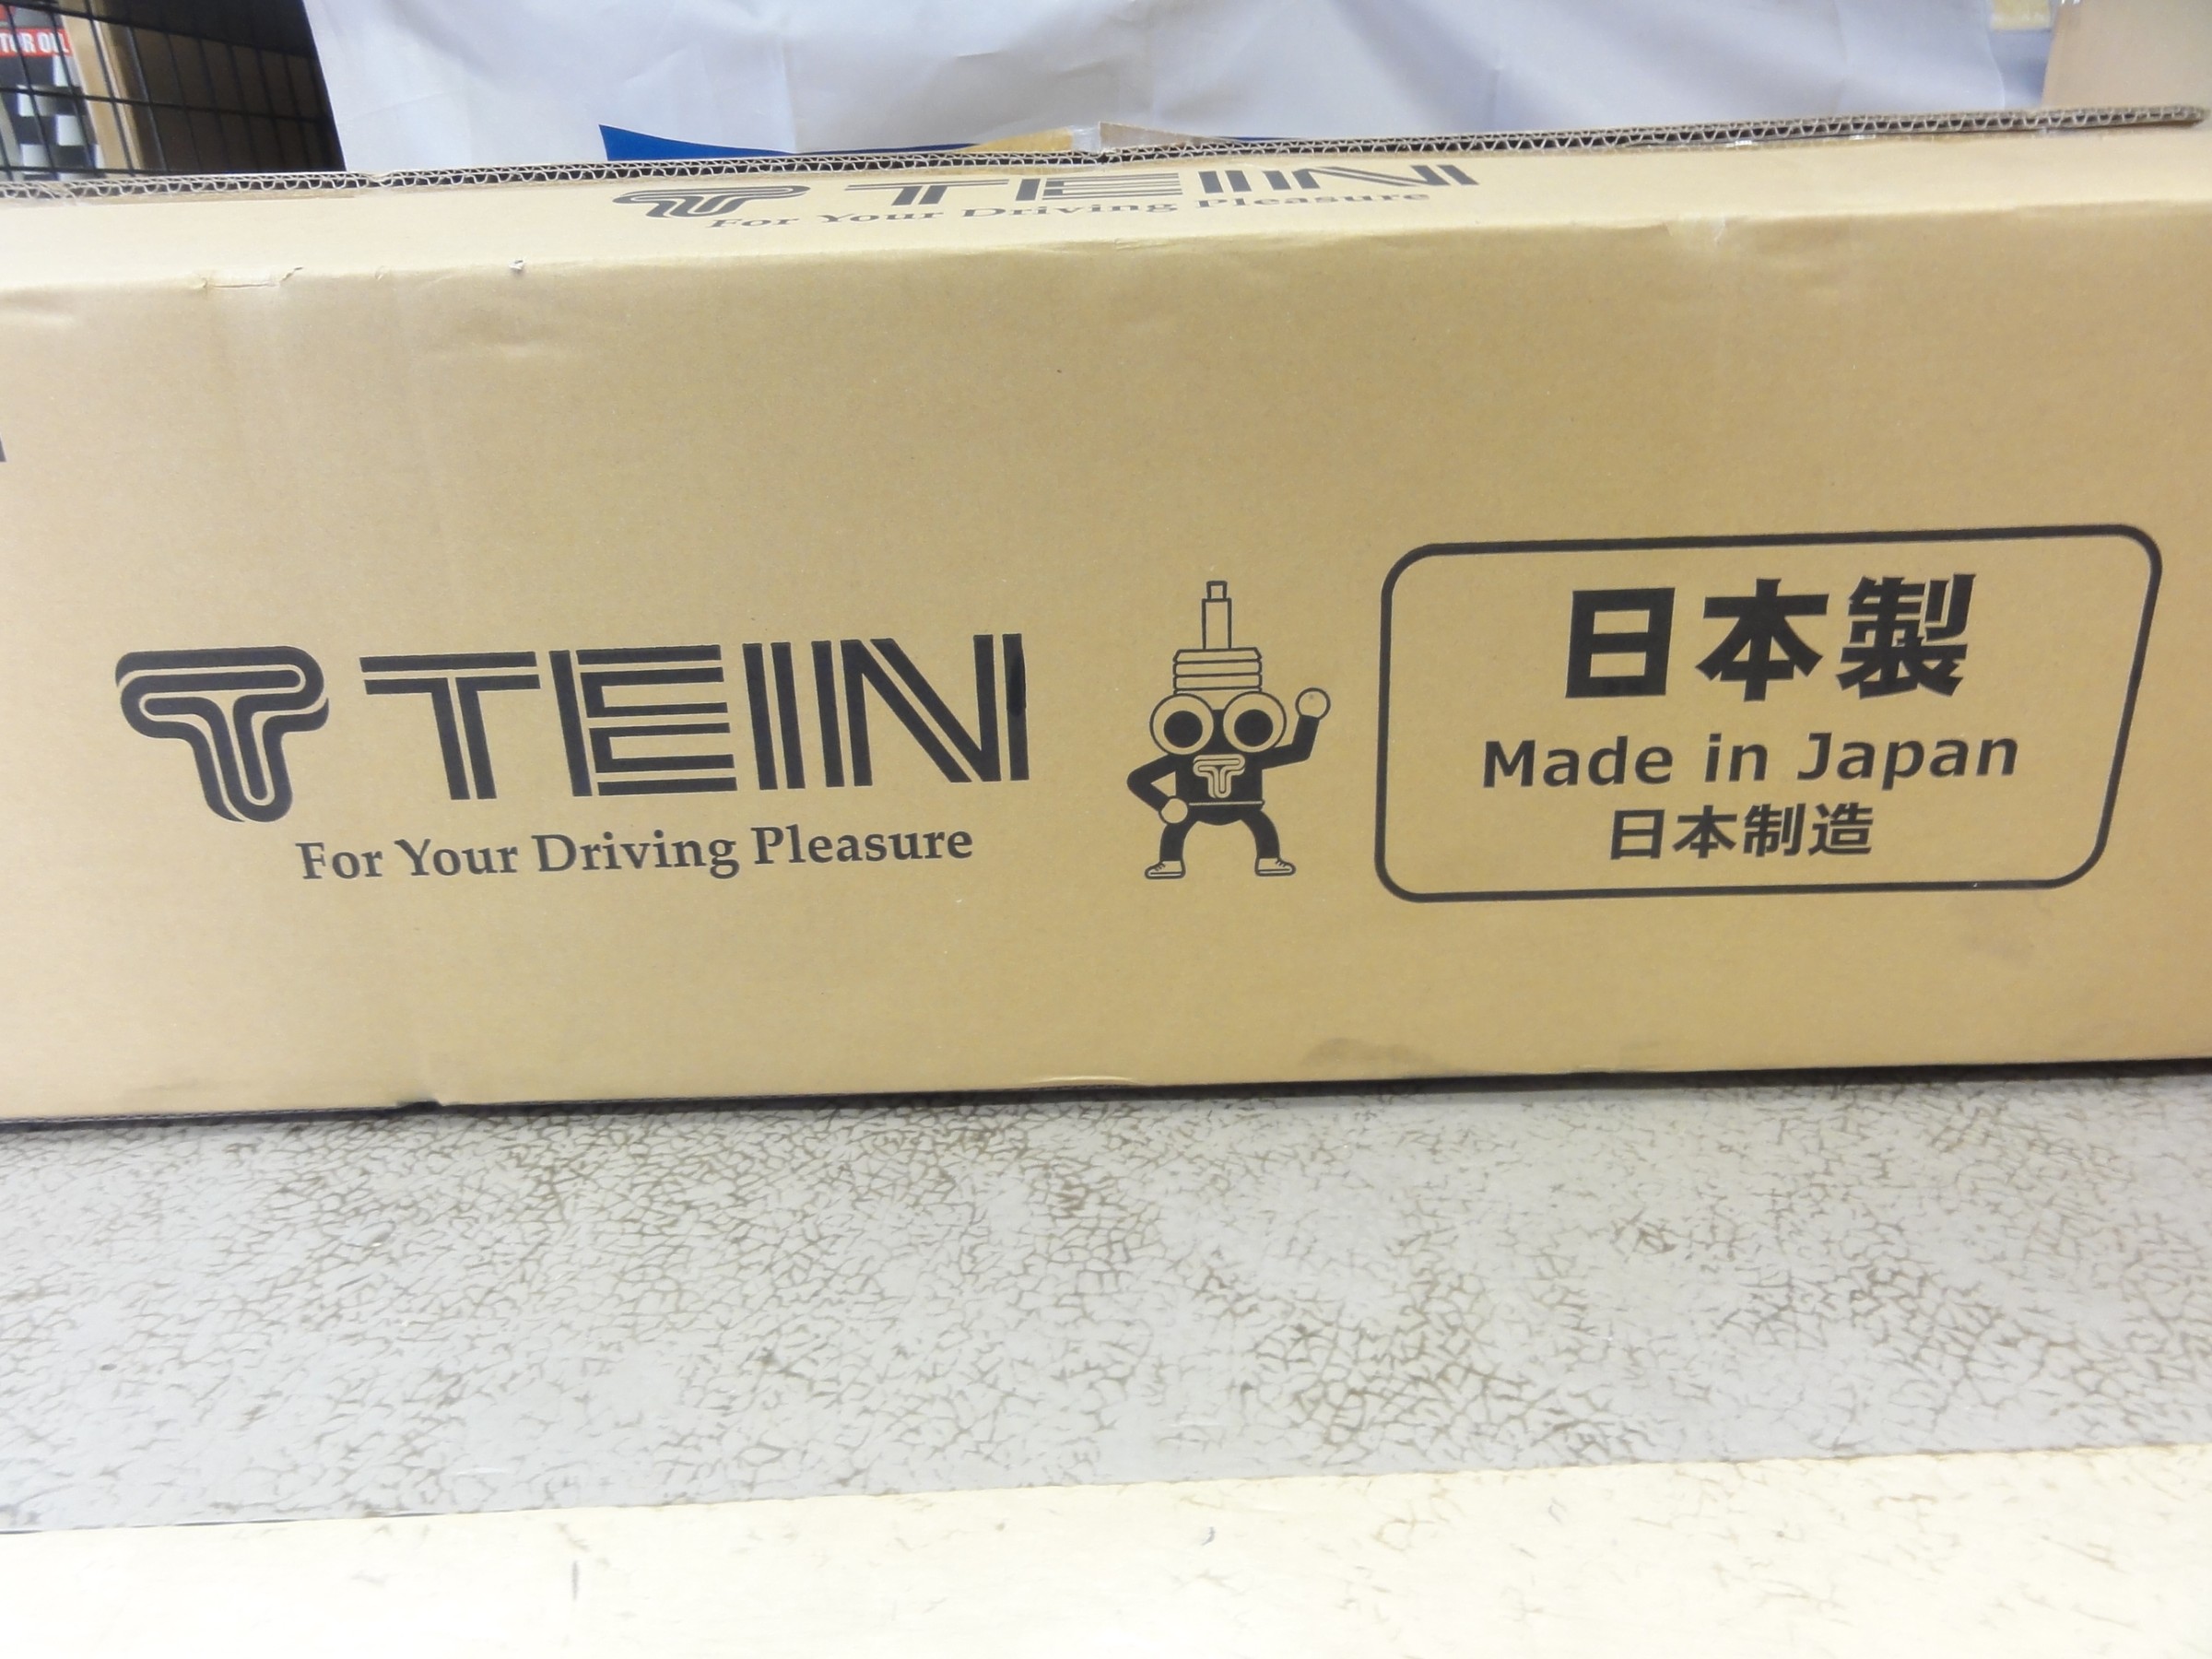 TEIN
For Your Driving Pleasure
TEIN
For Your Driving Pleasure
日本製
Made in Japan
日本制造